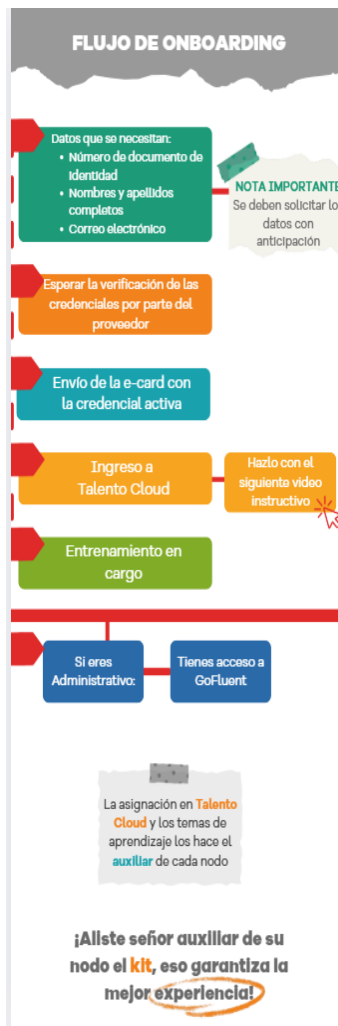 FLUJO DE ONBOARDING
Datos que se necesitan:
• Número de documento de
Identidad
• Nombres y apellidos
completos
• Correo electrónico
NOTA IMPORTANTE
Se deben solicitar lo
datos con
anticipación
Esperar la verificación de las
credenciales por parte del
proveedor
Envío de la e-card con
la credencial activa
Ingreso a
Talento Cloud
Hazlo con el
siguiente video
instructivo
Entrenamiento en
cargo
Si eres
Administrativo:
Tienes acceso a
GoFluent
La asignación en Talento
Cloud y los temas de
aprendizaje los hace el
auxiliar de cada nodo
¡Aliste señor auxiliar de su
nodo el kit, eso garantiza la
mejor experiencia!